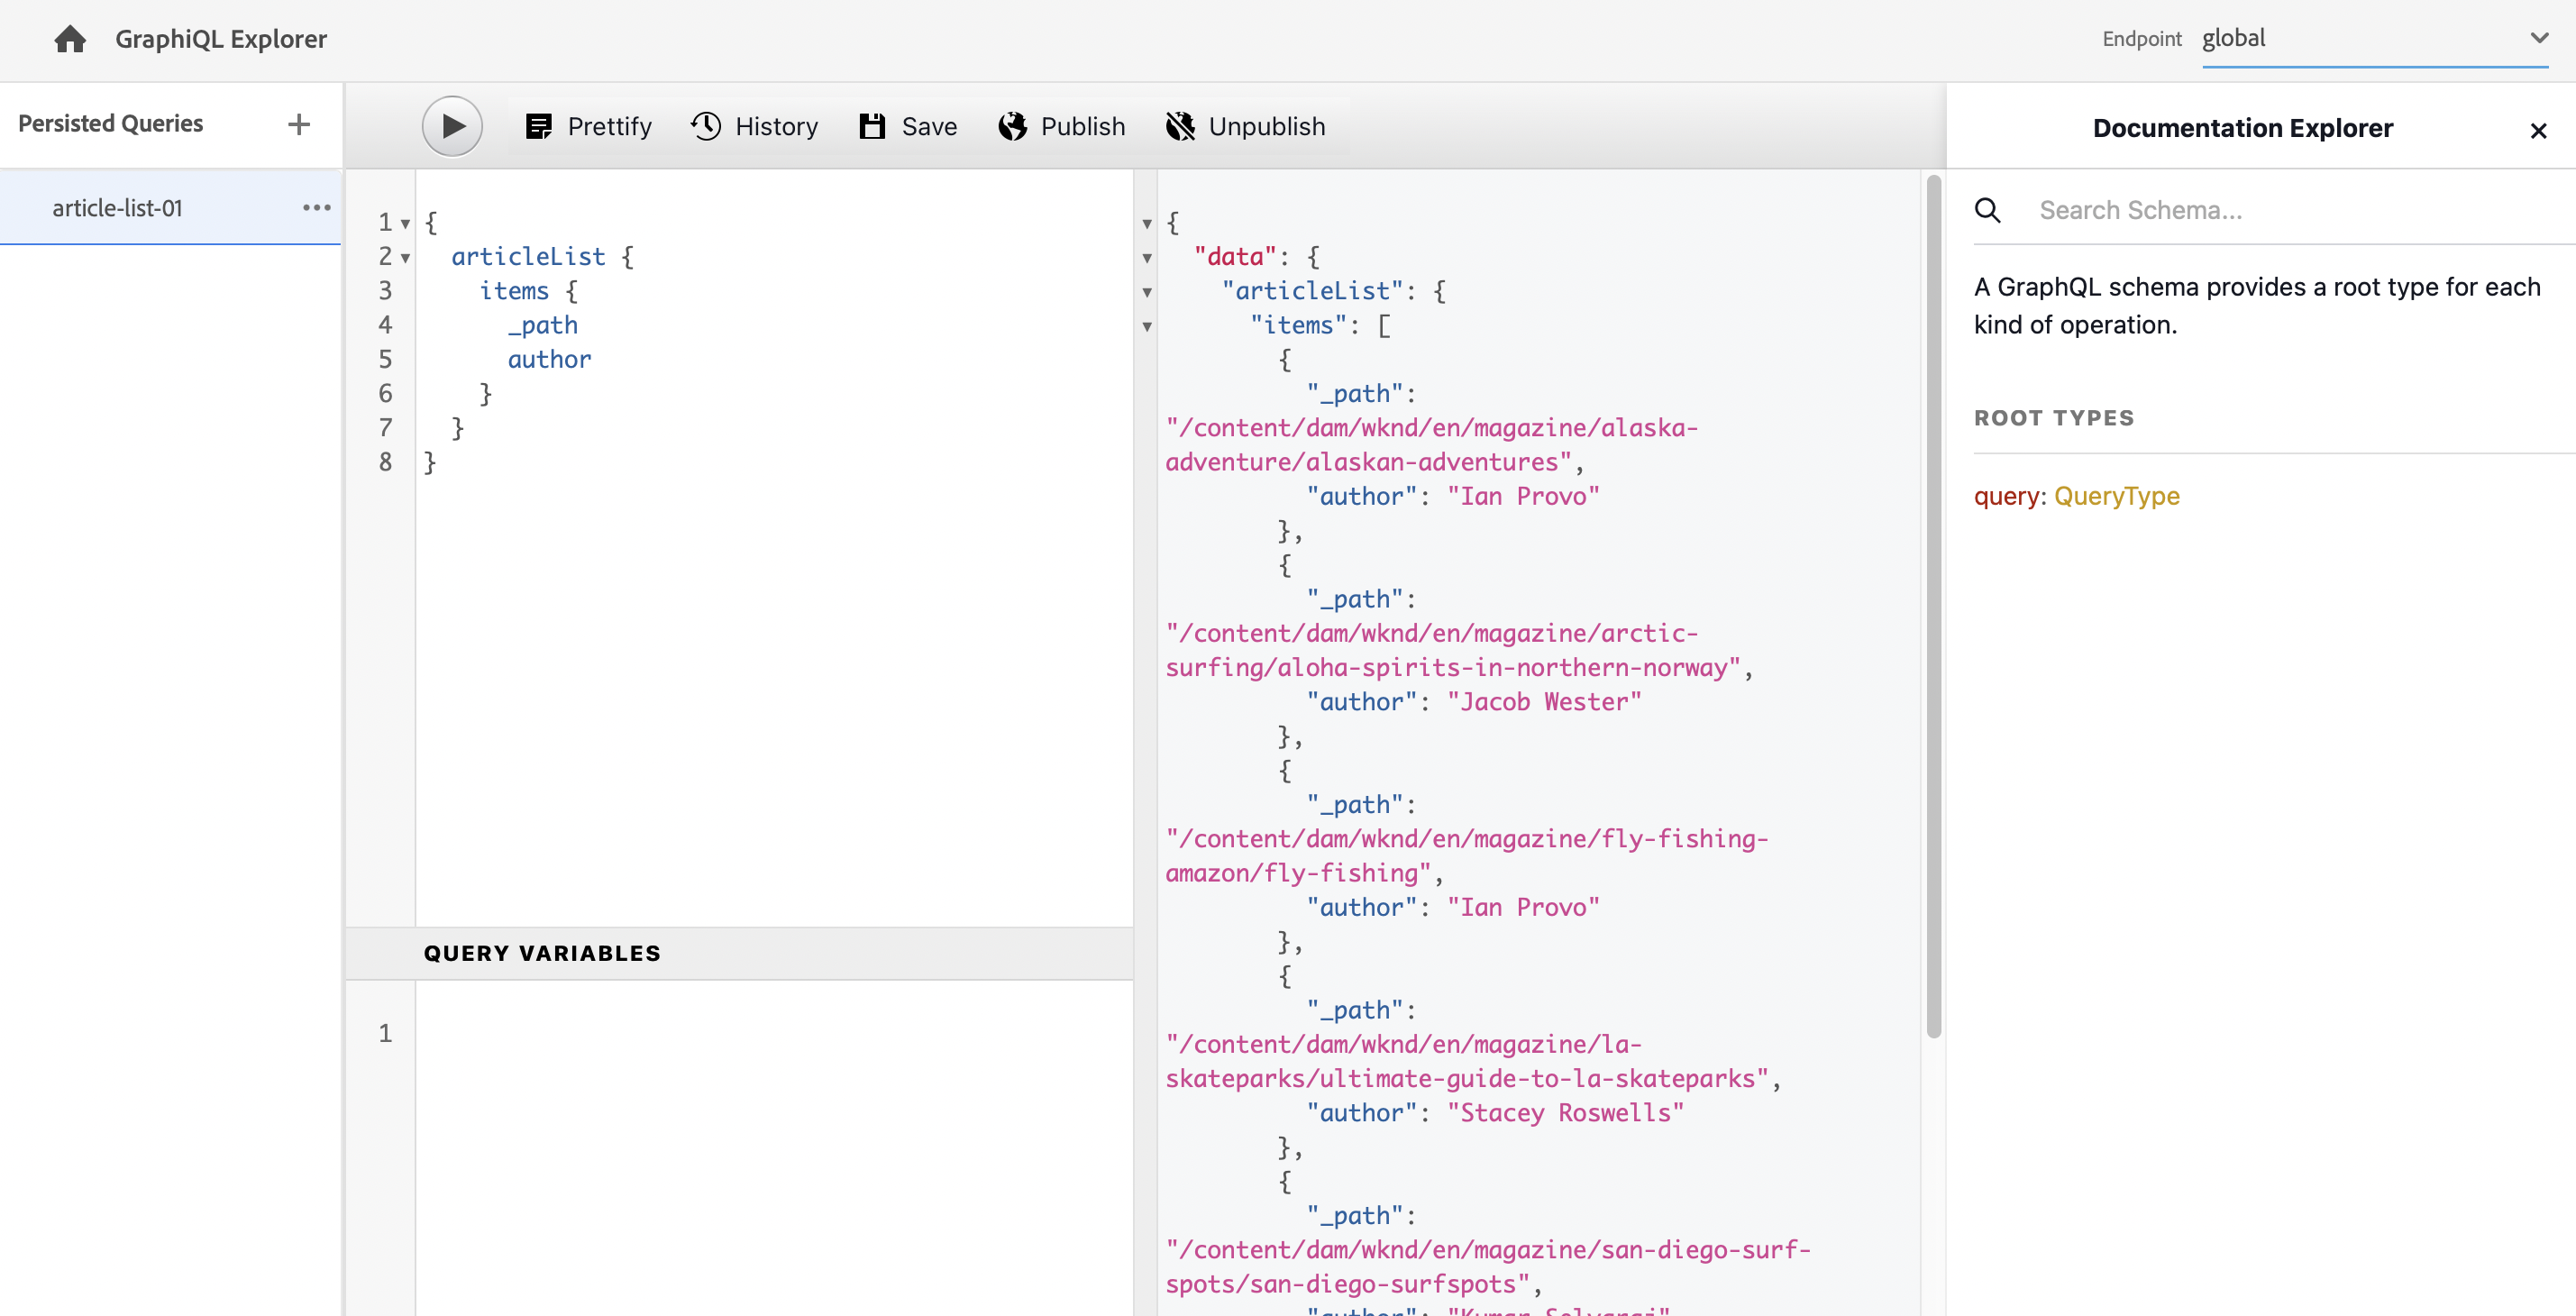 GraphiQL Explorer
Endpoint global
Persisted Queries +
article-list-01 •••
Prettify History Save Publish Unpublish
1 {
2 articleList {
3 items {
4 _path
5 author
6 }
7 }
8 }
QUERY VARIABLES
1
{
"data": {
"articleList": {
"items": [
{
"_path":
"/content/dam/wknd/en/magazine/alaska-
adventure/alaskan-adventures",
"author": "Ian Provo"
},
{
"_path":
"/content/dam/wknd/en/magazine/arctic-
surfing/aloha-spirits-in-northern-norway",
"author": "Jacob Wester"
},
{
"_path":
"/content/dam/wknd/en/magazine/fly-fishing-
amazon/fly-fishing",
"author": "Ian Provo"
},
{
"_path":
"/content/dam/wknd/en/magazine/la-
skateparks/ultimate-guide-to-la-skateparks",
"author": "Stacey Roswells"
},
{
"_path":
"/content/dam/wknd/en/magazine/san-diego-surf-
spots/san-diego-surfspots",
"author": "Kumar Selvaraj"
Documentation Explorer
Search Schema...
A GraphQL schema provides a root type for each
kind of operation.
ROOT TYPES
query: QueryType